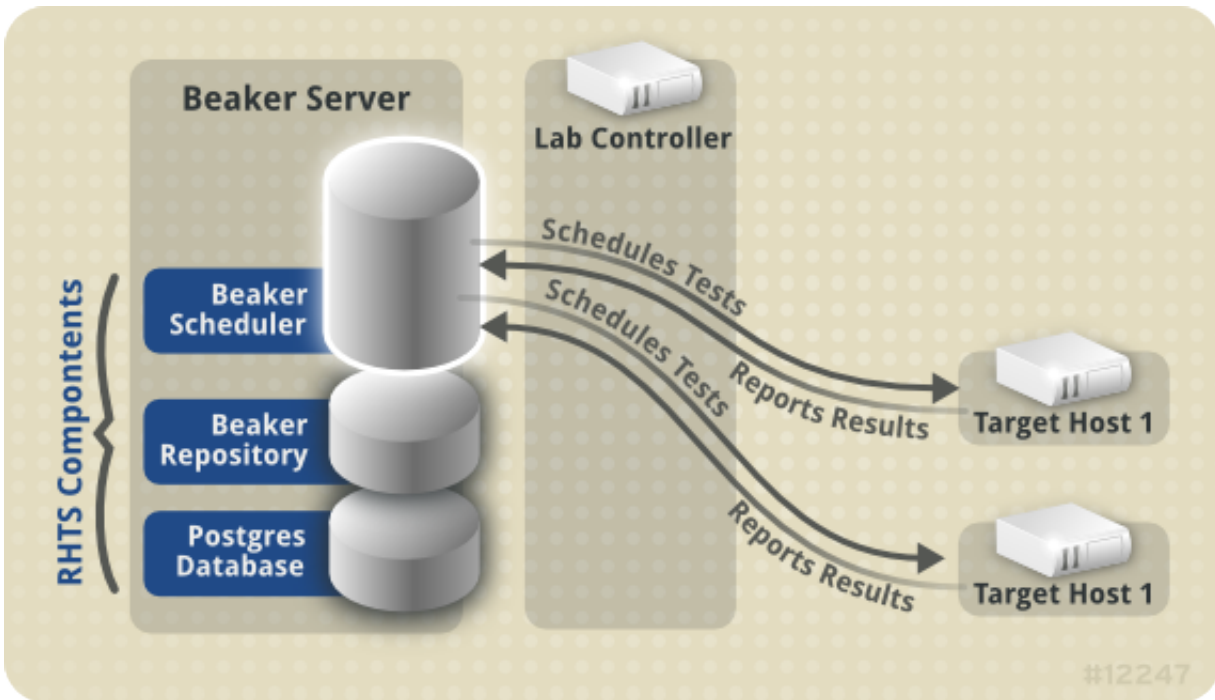 Beaker Server
Lab Controller
Schedules Tests
Schedules Tests
Reports Results
Reports Results
RHTS Compontents
Beaker
Scheduler
Beaker
Repository
Postgres
Database
Target Host 1
Target Host 1
#12247